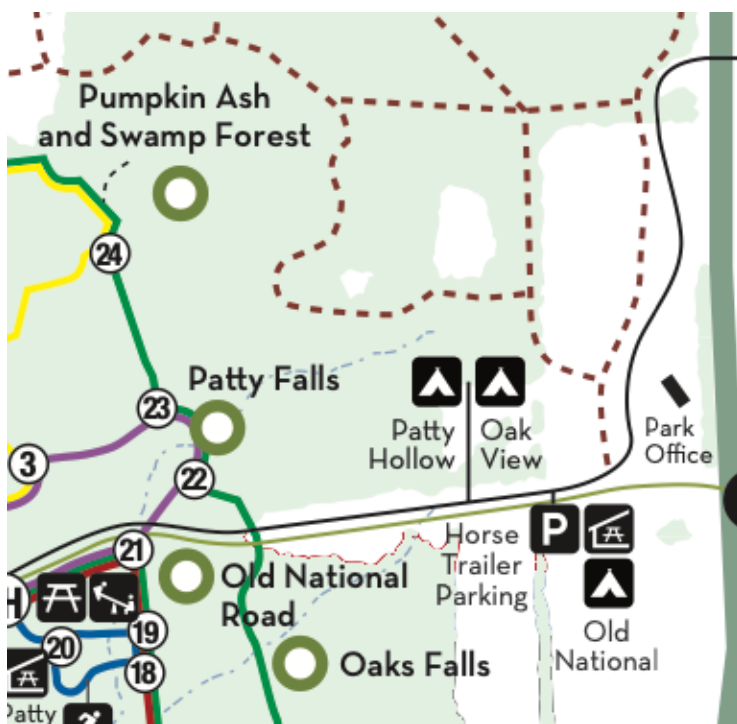 Pumpkin Ash
and Swamp Forest
24
Patty Falls
23
3
22
Patty
Hollow
Oak
View
Park
Office
21
P
Horse
Trailer
Parking
H
Old National
Road
Old
National
20
19
18
Oaks Falls
Patty